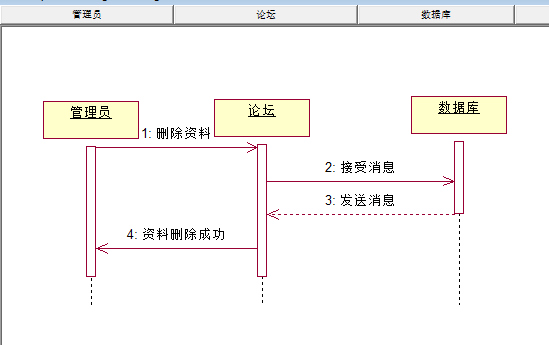 管理员 论坛 数据库
管理员 论坛 数据库
1: 删除资料
2: 接受消息
3: 发送消息
4: 资料删除成功